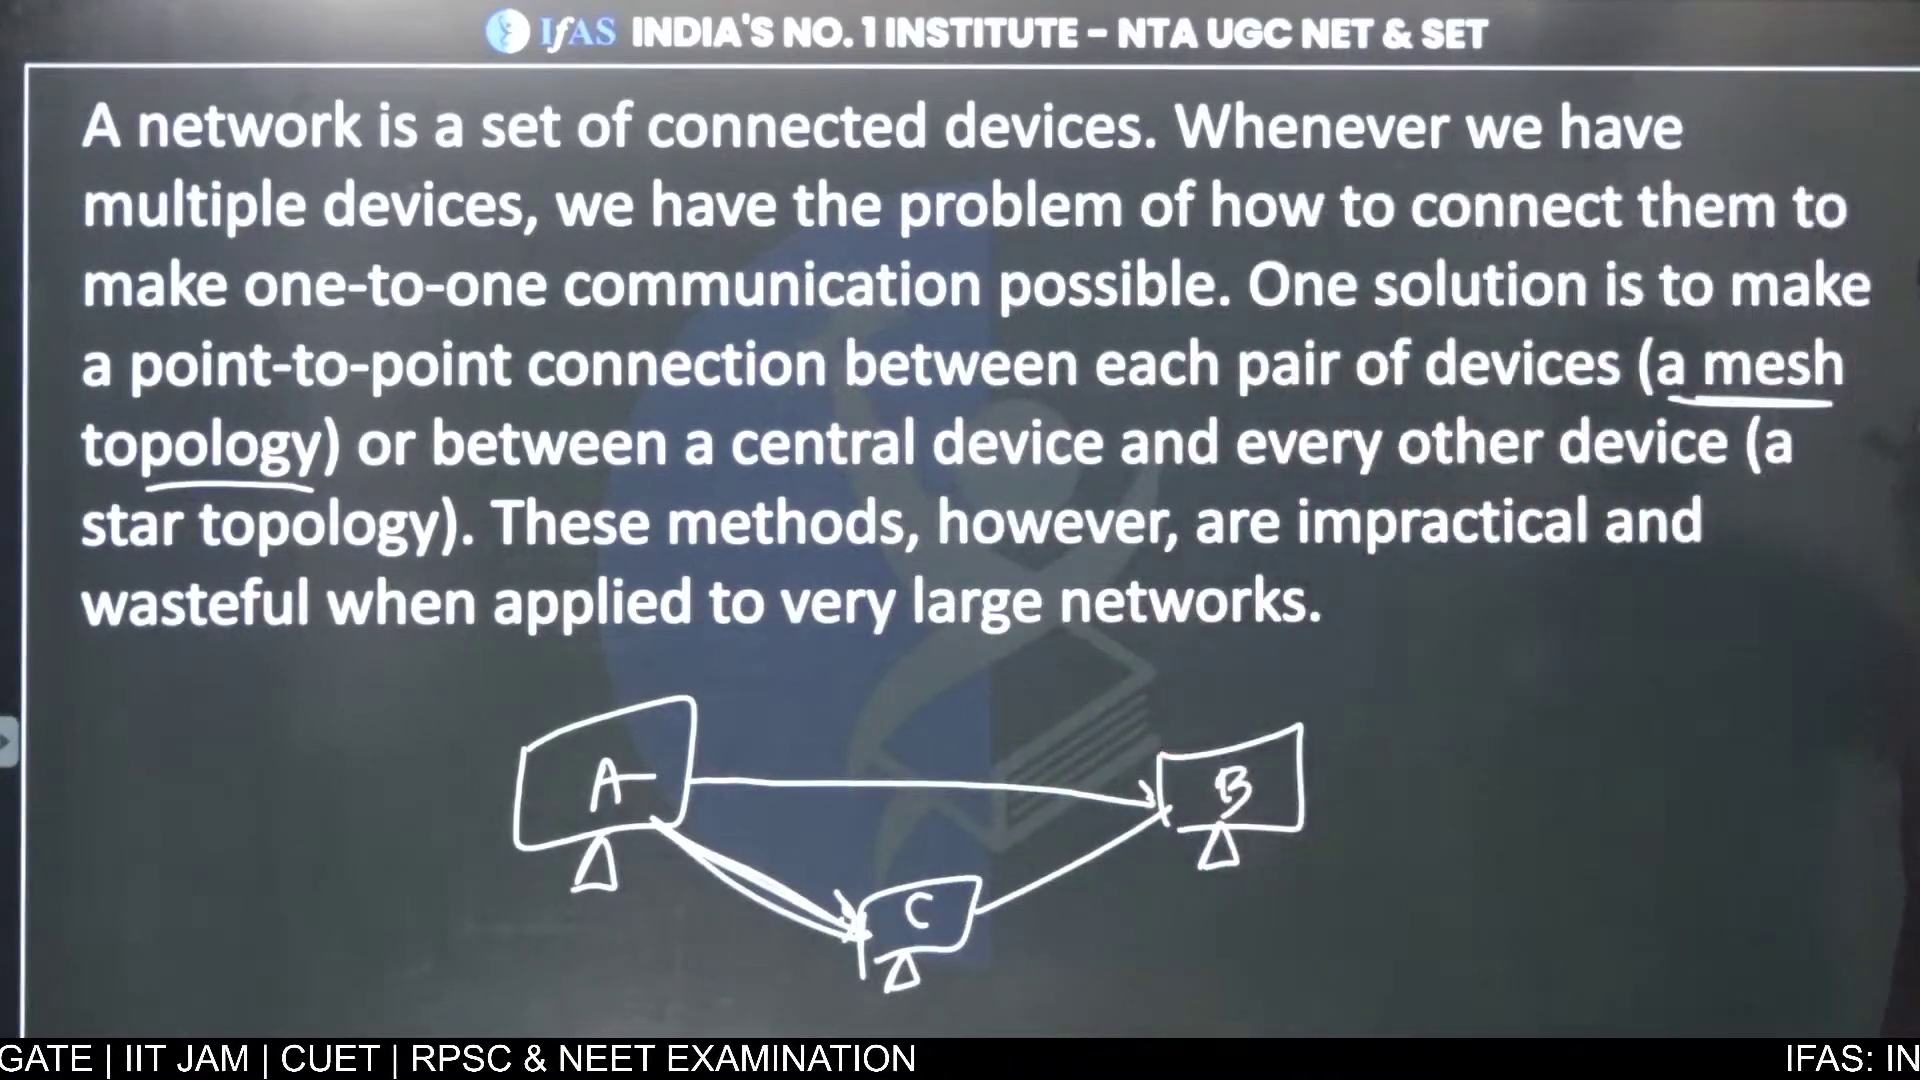 IfAS INDIA'S NO. 1 INSTITUTE - NTA UGC NET & SET
A network is a set of connected devices. Whenever we have
multiple devices, we have the problem of how to connect them to
make one-to-one communication possible. One solution is to make
a point-to-point connection between each pair of devices (a mesh
topology) or between a central device and every other device (a
star topology). These methods, however, are impractical and
wasteful when applied to very large networks.
A
B
C
GATE | IIT JAM | CUET | RPSC & NEET EXAMINATION
IFAS: IN